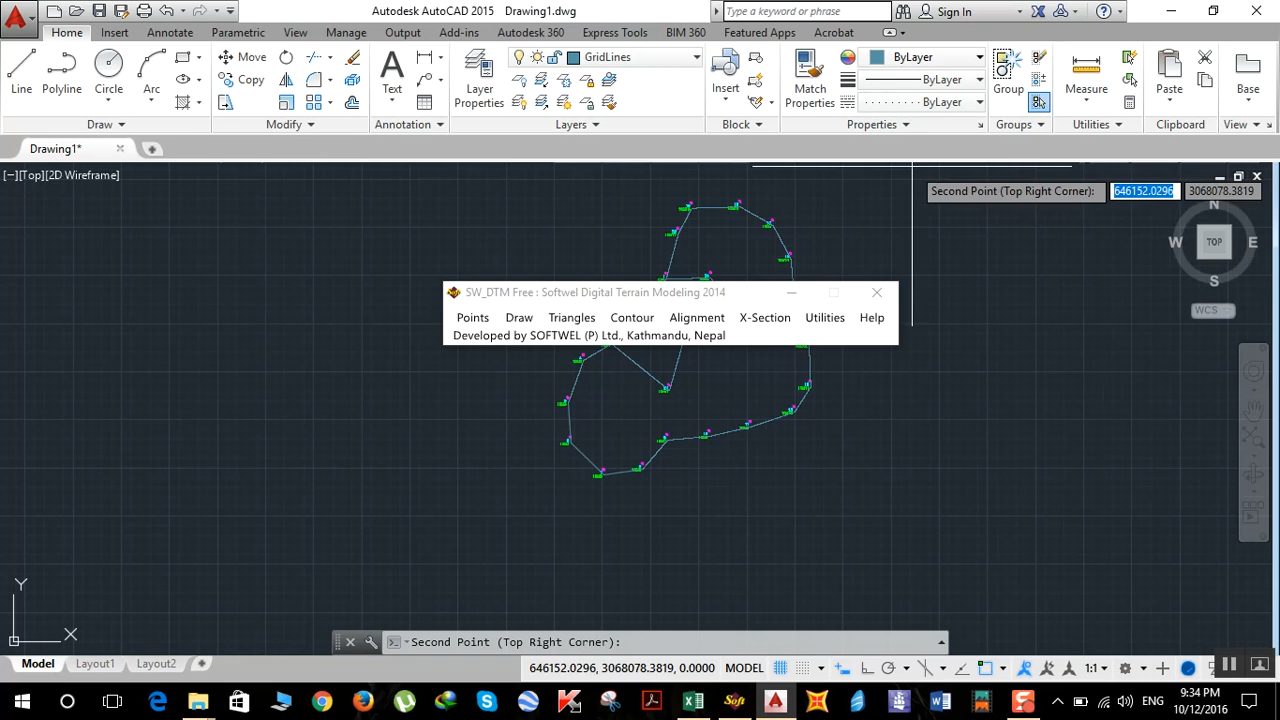 Autodesk AutoCAD 2015 Drawing1.dwg
Type a keyword or phrase
Sign In
Home Insert Annotate Parametric View Manage Output Add-ins Autodesk 360 Express Tools BIM 360 Featured Apps Acrobat
Line Polyline Circle Arc
Move
Copy
Text
Layer Properties
GridLines
Insert
Match Properties
ByLayer
ByLayer
ByLayer
Group
Measure
Paste
Base
Draw Modify Annotation Layers Block Properties Groups Utilities Clipboard View
Drawing1*
[−][Top][2D Wireframe]
Second Point (Top Right Corner): 646152.0296 3068078.3819
N
W TOP E
S
WCS
SW_DTM Free : Softwel Digital Terrain Modeling 2014
Points Draw Triangles Contour Alignment X-Section Utilities Help
Developed by SOFTWEL (P) Ltd., Kathmandu, Nepal
Y
X
Second Point (Top Right Corner):
Model Layout1 Layout2
646152.0296, 3068078.3819, 0.0000 MODEL
1:1
Soft
ENG
9:34 PM
10/12/2016